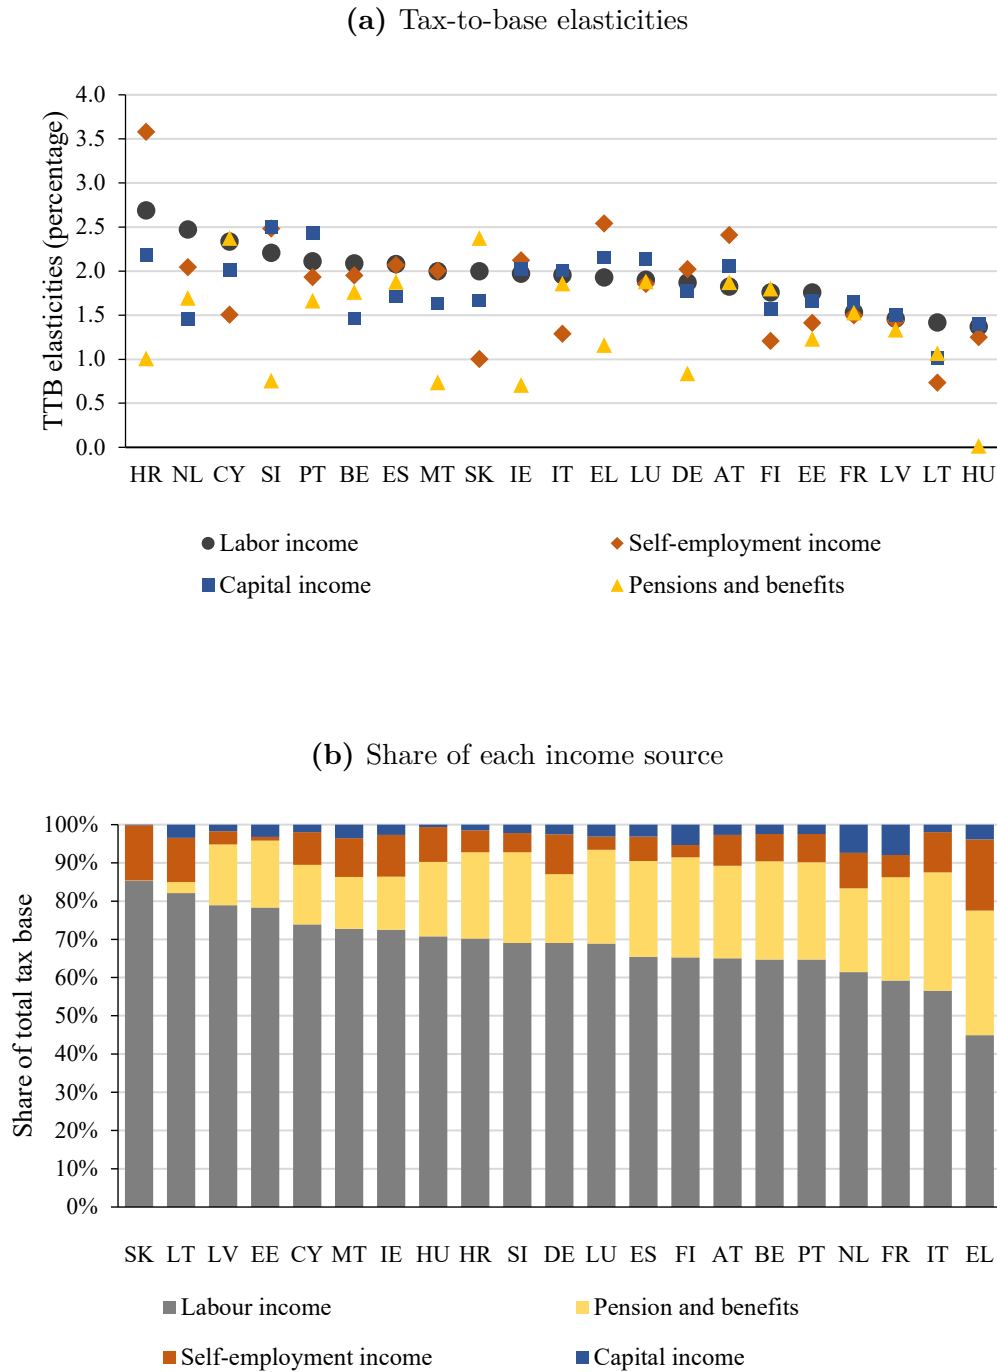 (a) Tax-to-base elasticities
TTB elasticities (percentage)
4.0
3.5
3.0
2.5
2.0
1.5
1.0
0.5
0.0
HR NL CY SI PT BE ES MT SK IE IT EL LU DE AT FI EE FR LV LT HU
Labor income
Self-employment income
Capital income
Pensions and benefits
(b) Share of each income source
Share of total tax base
100%
90%
80%
70%
60%
50%
40%
30%
20%
10%
0%
SK LT LV EE CY MT IE HU HR SI DE LU ES FI AT BE PT NL FR IT EL
Labour income
Pension and benefits
Self-employment income
Capital income